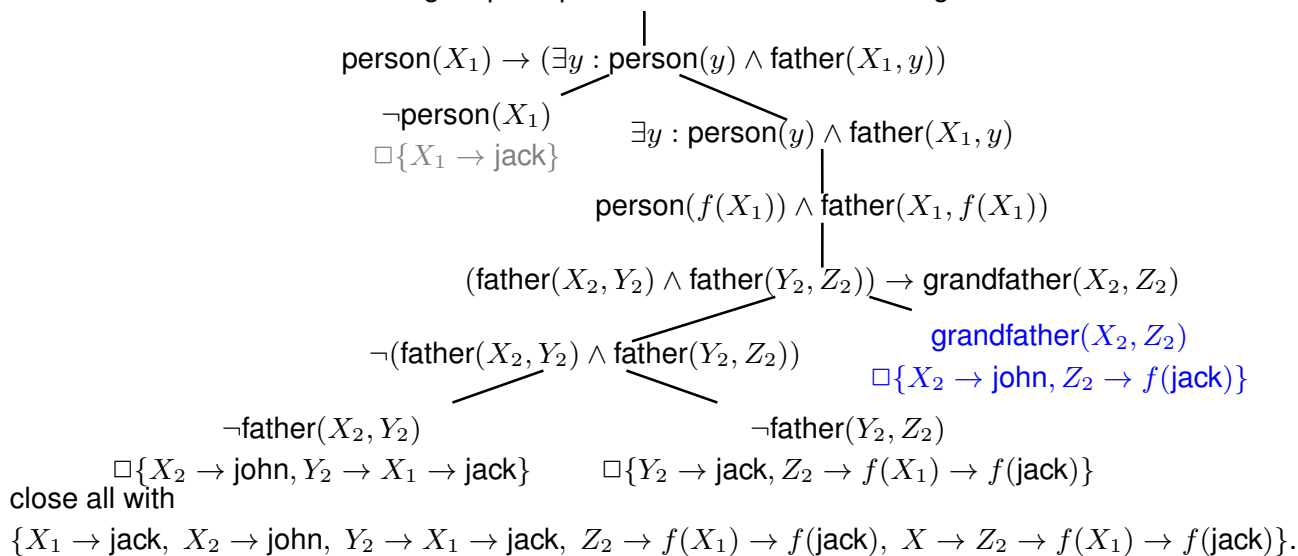 person(X₁) → (∃y : person(y) ∧ father(X₁, y))
¬person(X₁)
□{X₁ → jack}
∃y : person(y) ∧ father(X₁, y)
person(f(X₁)) ∧ father(X₁, f(X₁))
(father(X₂, Y₂) ∧ father(Y₂, Z₂)) → grandfather(X₂, Z₂)
¬(father(X₂, Y₂) ∧ father(Y₂, Z₂))
grandfather(X₂, Z₂)
□{X₂ → john, Z₂ → f(jack)}
¬father(X₂, Y₂)
□{X₂ → john, Y₂ → X₁ → jack}
¬father(Y₂, Z₂)
□{Y₂ → jack, Z₂ → f(X₁) → f(jack)}
close all with
{X₁ → jack, X₂ → john, Y₂ → X₁ → jack, Z₂ → f(X₁) → f(jack), X → Z₂ → f(X₁) → f(jack)}.